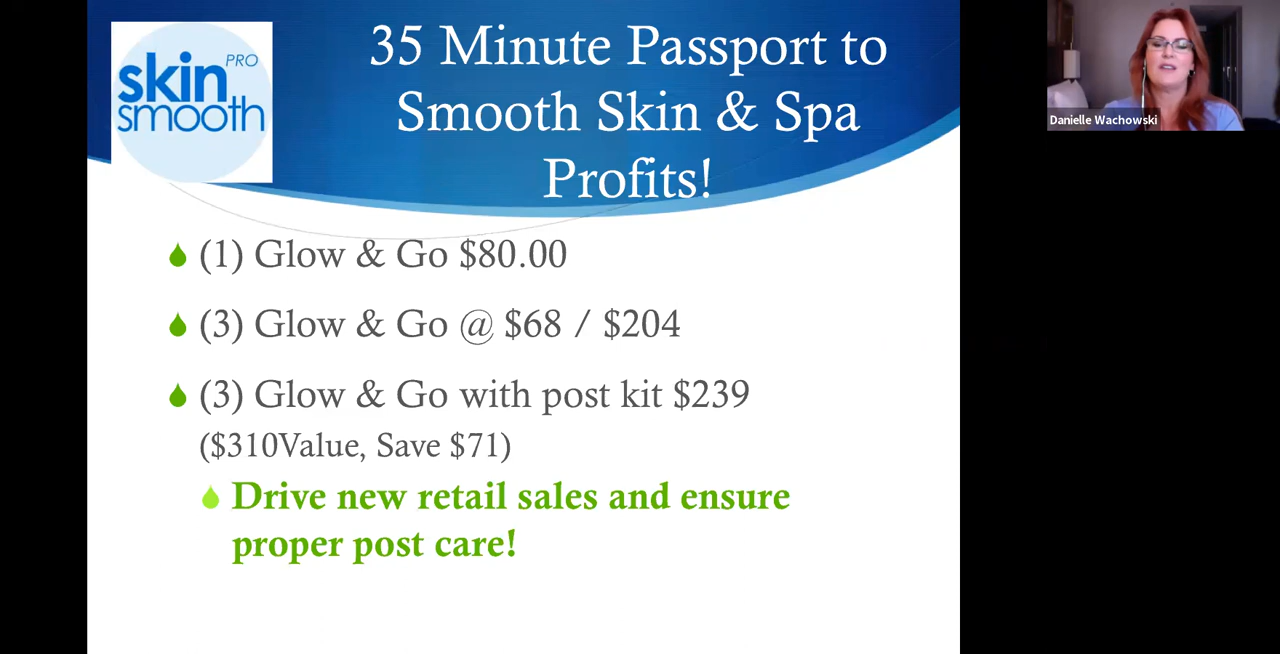 skin PRO
smooth
35 Minute Passport to
Smooth Skin & Spa
Profits!
Danielle Wachowski
(1) Glow & Go $80.00
(3) Glow & Go @ $68 / $204
(3) Glow & Go with post kit $239
($310Value, Save $71)
Drive new retail sales and ensure
proper post care!